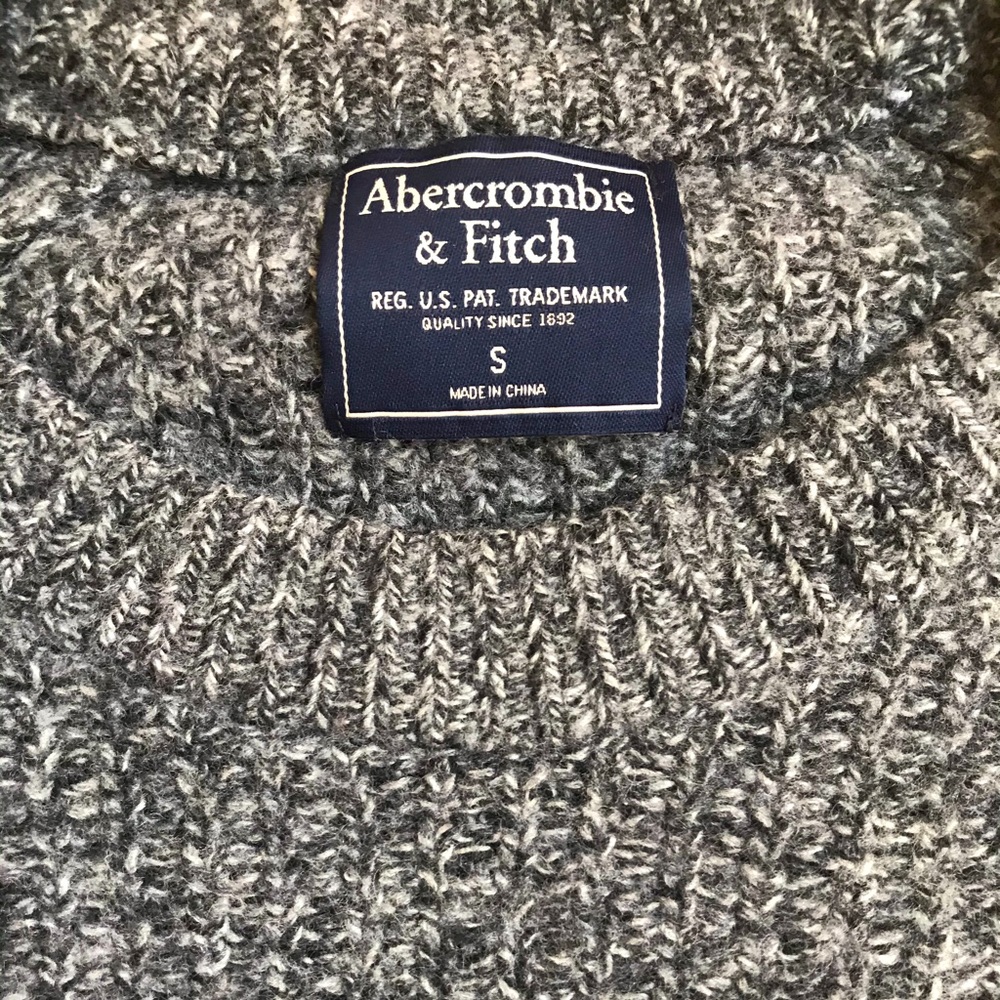 Abercrombie
& Fitch
REG. U.S. PAT. TRADEMARK
QUALITY SINCE 1892
S
MADE IN CHINA